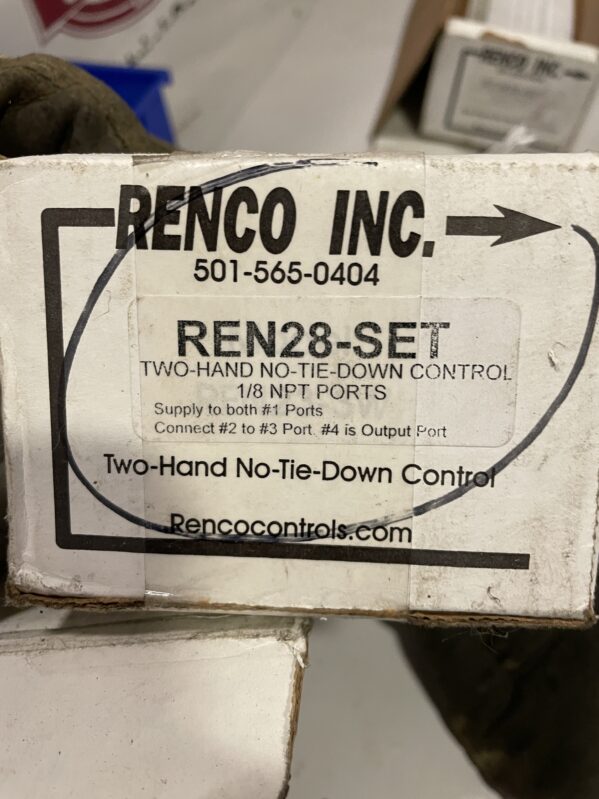 RENCO INC.
RENCO INC.
501-565-0404
REN28-SET
TWO-HAND NO-TIE-DOWN CONTROL
1/8 NPT PORTS
Supply to both #1 Ports
Connect #2 to #3 Port. #4 is Output Port
Two-Hand No-Tie-Down Control
Rencocontrols.com